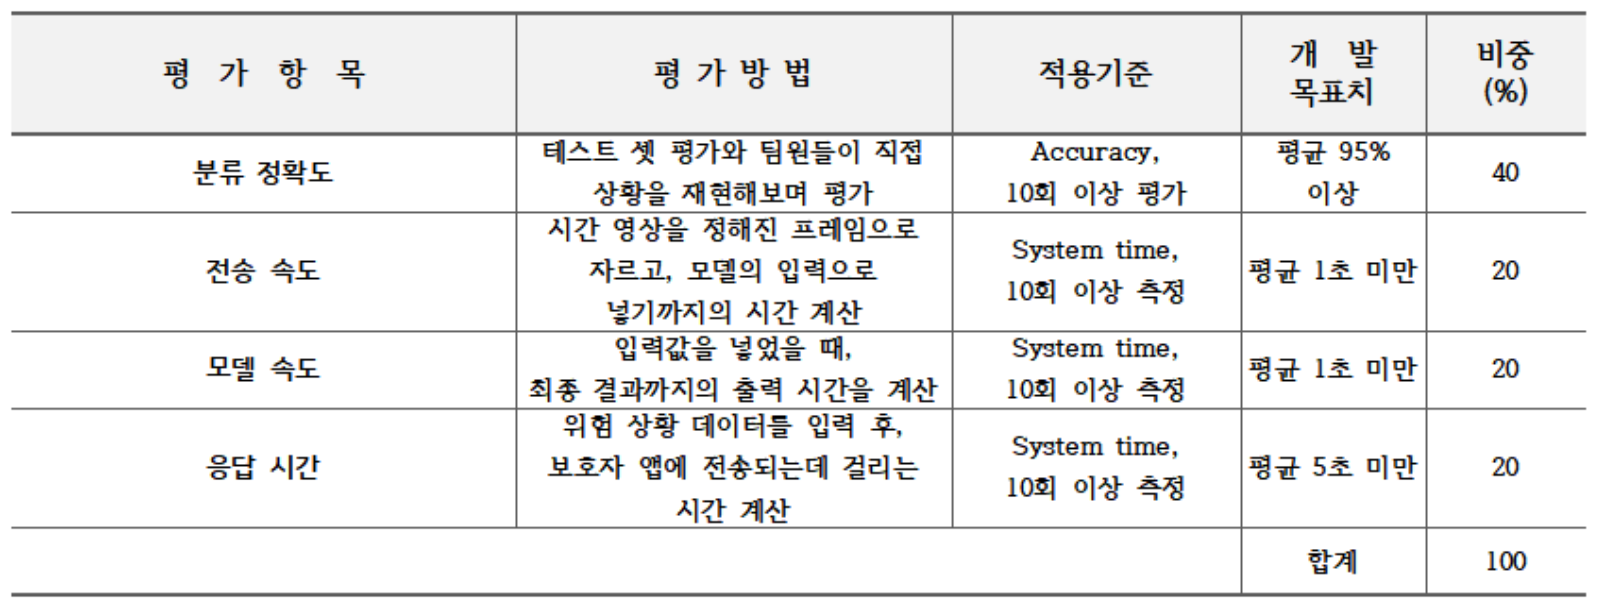 평 가 항 목
평 가 방 법
적용기준
개 발
목표치
비중
(%)
분류 정확도
테스트 셋 평가와 팀원들이 직접
상황을 재현해보며 평가
Accuracy,
10회 이상 평가
평균 95%
이상
40
전송 속도
시간 영상을 정해진 프레임으로
자르고, 모델의 입력으로
넣기까지의 시간 계산
System time,
10회 이상 측정
평균 1초 미만
20
모델 속도
입력값을 넣었을 때,
최종 결과까지의 출력 시간을 계산
System time,
10회 이상 측정
평균 1초 미만
20
응답 시간
위험 상황 데이터를 입력 후,
보호자 앱에 전송되는데 걸리는
시간 계산
System time,
10회 이상 측정
평균 5초 미만
20
합계
100